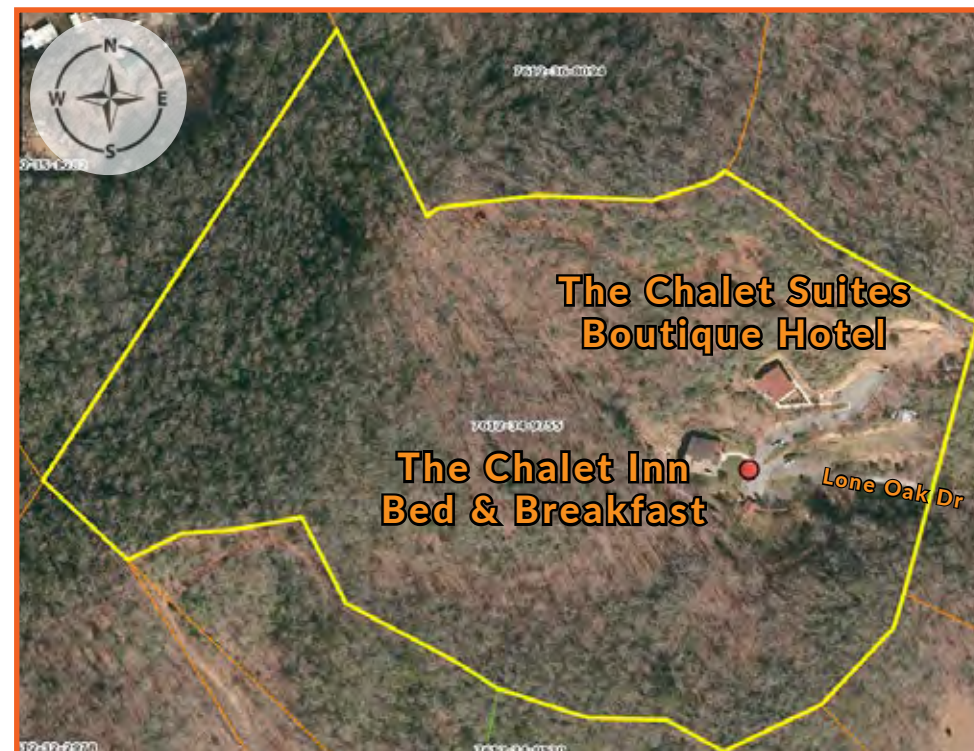 N
W E
S
The Chalet Suites
Boutique Hotel
The Chalet Inn
Bed & Breakfast
Lone Oak Dr